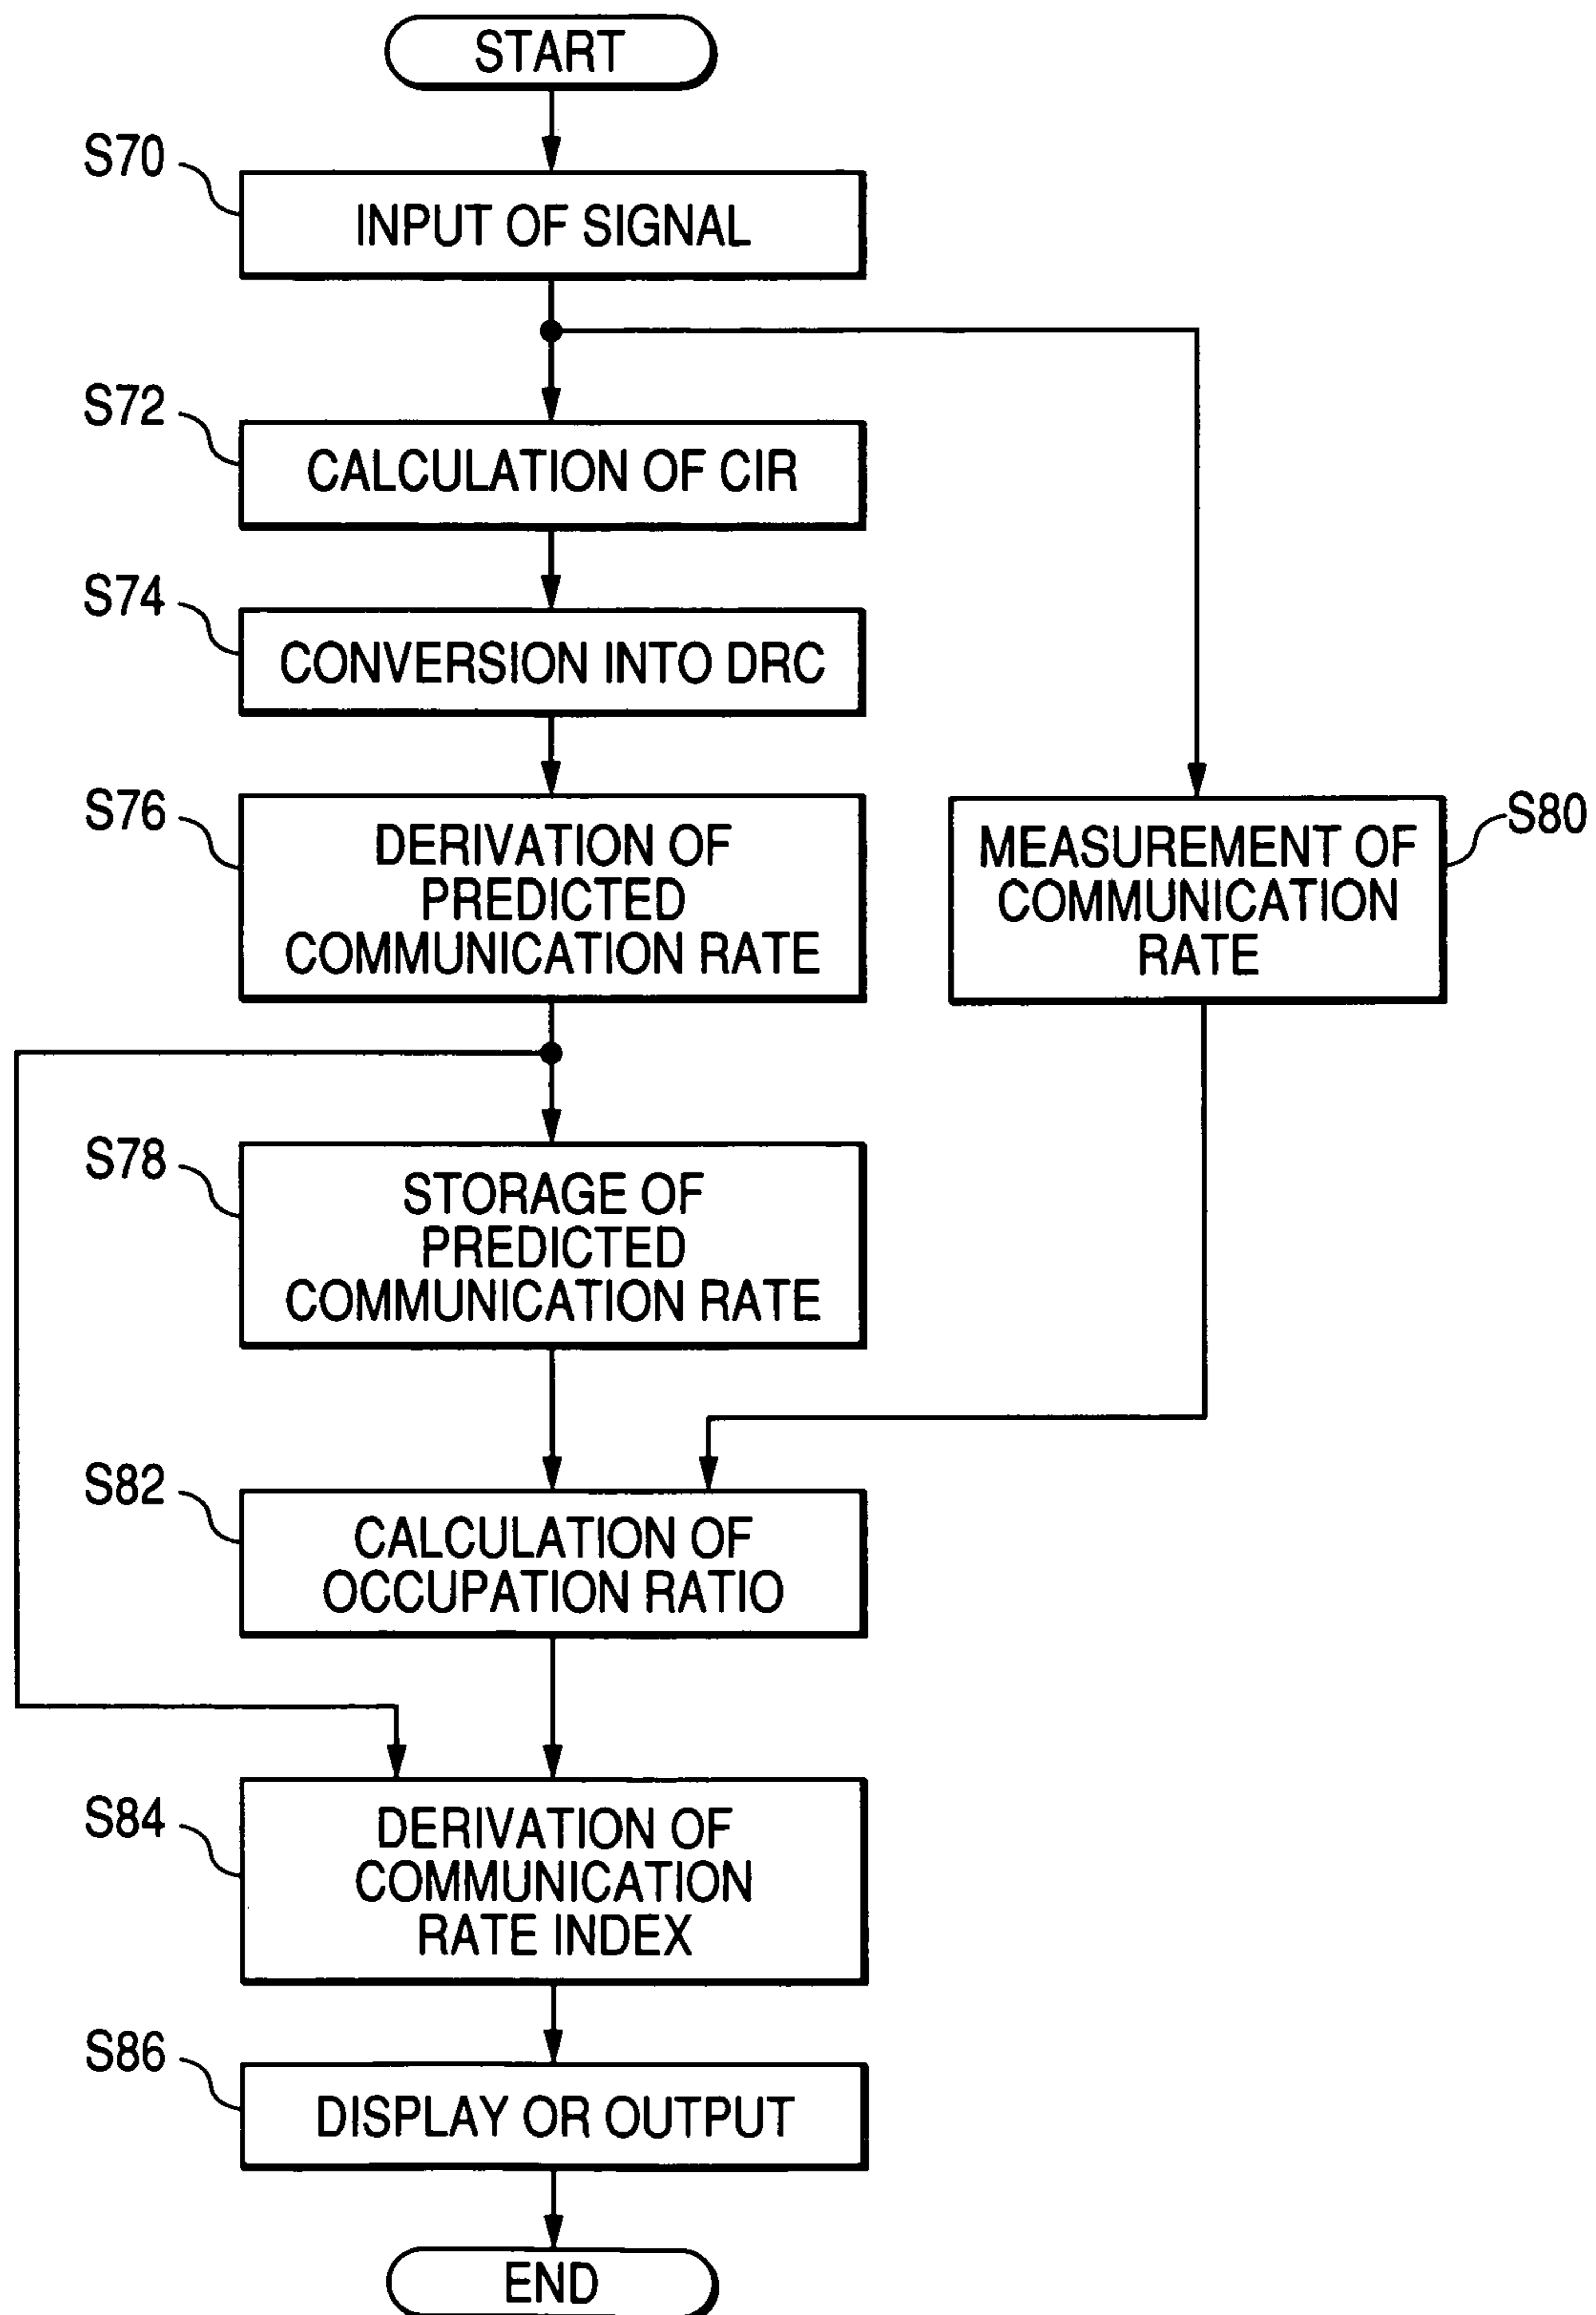 START
S70
INPUT OF SIGNAL
S72
CALCULATION OF CIR
S74
CONVERSION INTO DRC
S76
DERIVATION OF
PREDICTED
COMMUNICATION RATE
S80
MEASUREMENT OF
COMMUNICATION
RATE
S78
STORAGE OF
PREDICTED
COMMUNICATION RATE
S82
CALCULATION OF
OCCUPATION RATIO
S84
DERIVATION OF
COMMUNICATION
RATE INDEX
S86
DISPLAY OR OUTPUT
END